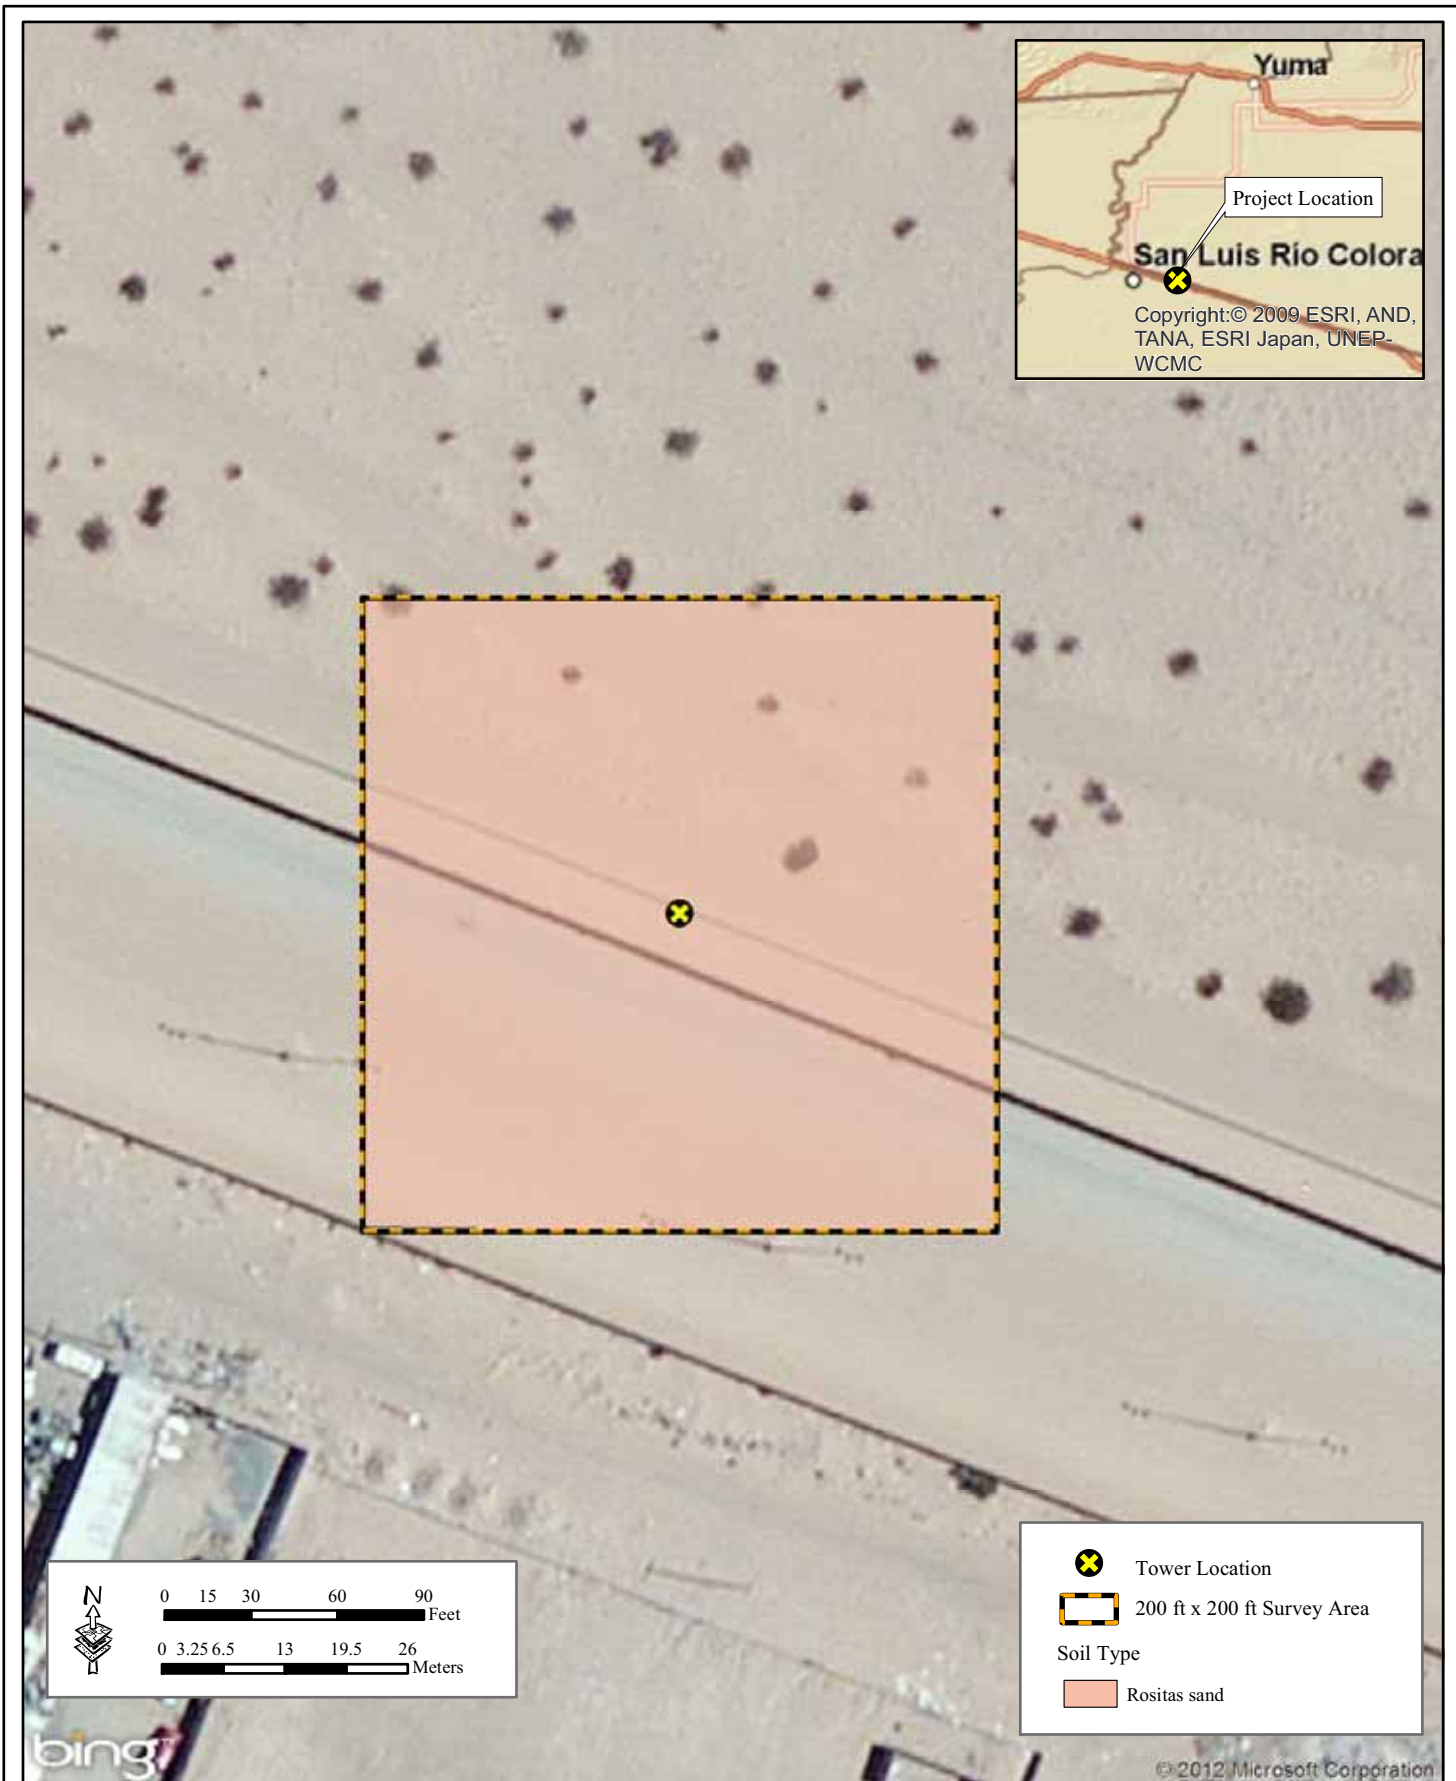 Yuma
Project Location
San Luis Río Colora
Copyright:© 2009 ESRI, AND,
TANA, ESRI Japan, UNEP-
WCMC
N
0 15 30 60 90
Feet
0 3.25 6.5 13 19.5 26
Meters
Tower Location
200 ft x 200 ft Survey Area
Soil Type
Rositas sand
bing
© 2012 Microsoft Corporation